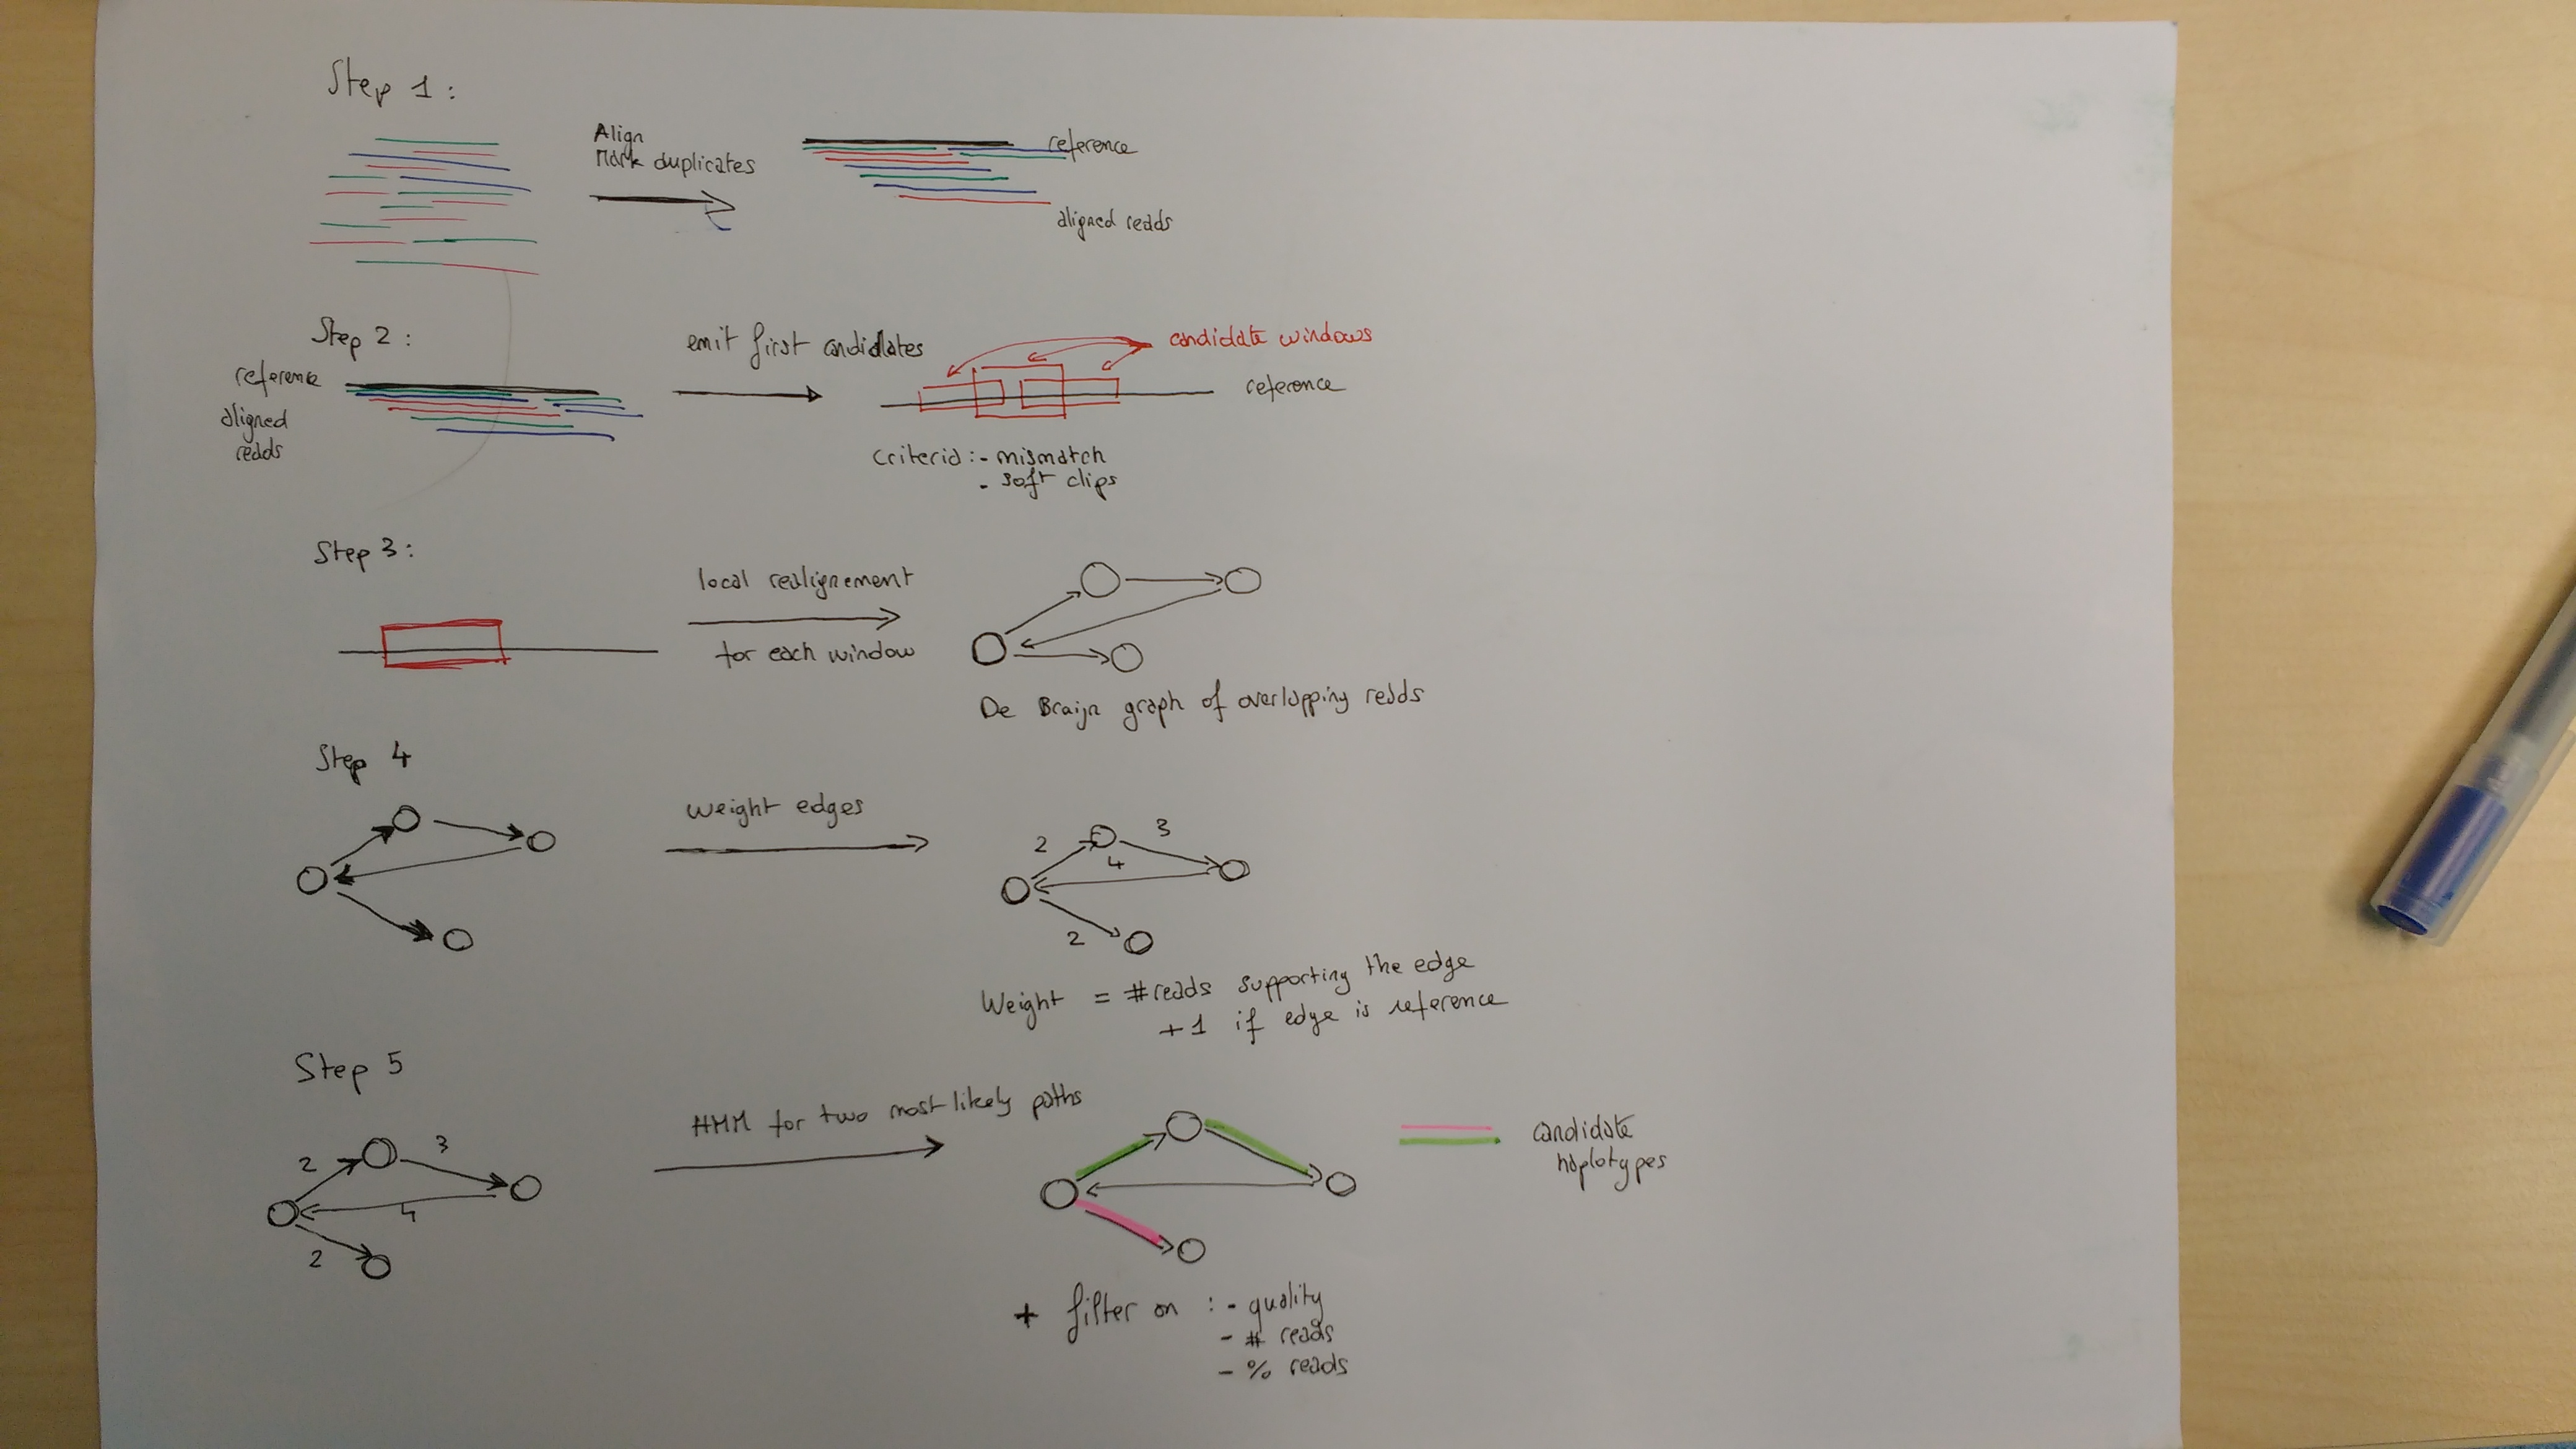 Step 1 :
Align
Mark duplicates
reference
aligned reads
Step 2 :
emit first candidates
candidate windows
reference
aligned
reads
reference
criteria : - mismatch
- soft clips
Step 3 :
local realignement
for each window
De Braijn graph of overlapping reads
Step 4
weight edges
2
3
4
2
Weight = # reads supporting the edge
+ 1 if edge is reference
Step 5
HMM for two most likely paths
2
3
4
2
candidate
haplotypes
+ filter on : - quality
- # reads
- % reads